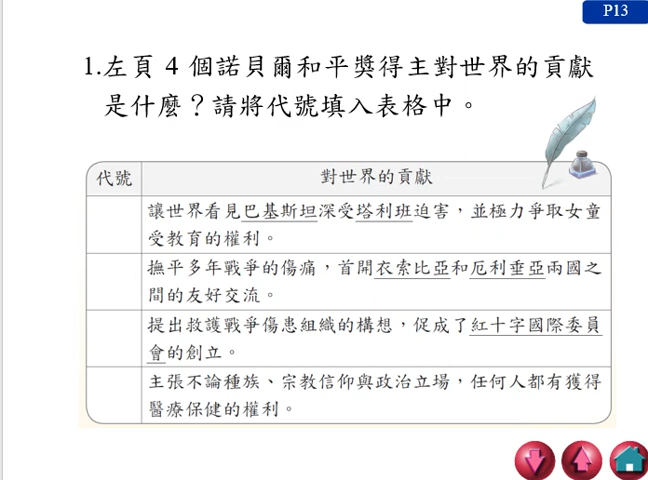 P13
1.左頁 4 個諾貝爾和平獎得主對世界的貢獻
是什麼？請將代號填入表格中。
代號 對世界的貢獻
讓世界看見巴基斯坦深受塔利班迫害，並極力爭取女童
受教育的權利。
撫平多年戰爭的傷痛，首開衣索比亞和厄利垂亞兩國之
間的友好交流。
提出救護戰爭傷患組織的構想，促成了紅十字國際委員
會的創立。
主張不論種族、宗教信仰與政治立場，任何人都有獲得
醫療保健的權利。